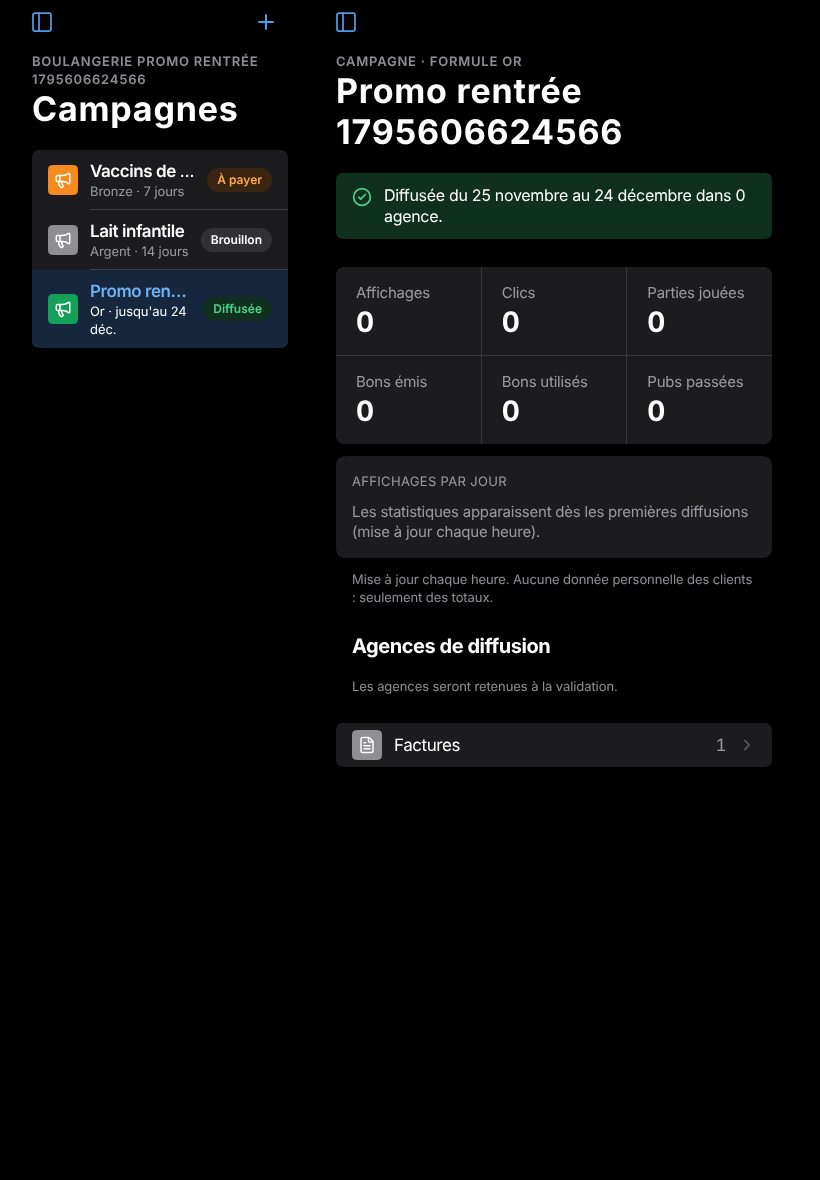 BOULANGERIE PROMO RENTRÉE
1795606624566
Campagnes
Vaccins de ...
Bronze · 7 jours
À payer
Lait infantile
Argent · 14 jours
Brouillon
Promo ren...
Or · jusqu'au 24
déc.
Diffusée
CAMPAGNE · FORMULE OR
Promo rentrée
1795606624566
Diffusée du 25 novembre au 24 décembre dans 0
agence.
Affichages
0
Clics
0
Parties jouées
0
Bons émis
0
Bons utilisés
0
Pubs passées
0
AFFICHAGES PAR JOUR
Les statistiques apparaissent dès les premières diffusions
(mise à jour chaque heure).
Mise à jour chaque heure. Aucune donnée personnelle des clients
: seulement des totaux.
Agences de diffusion
Les agences seront retenues à la validation.
Factures
1